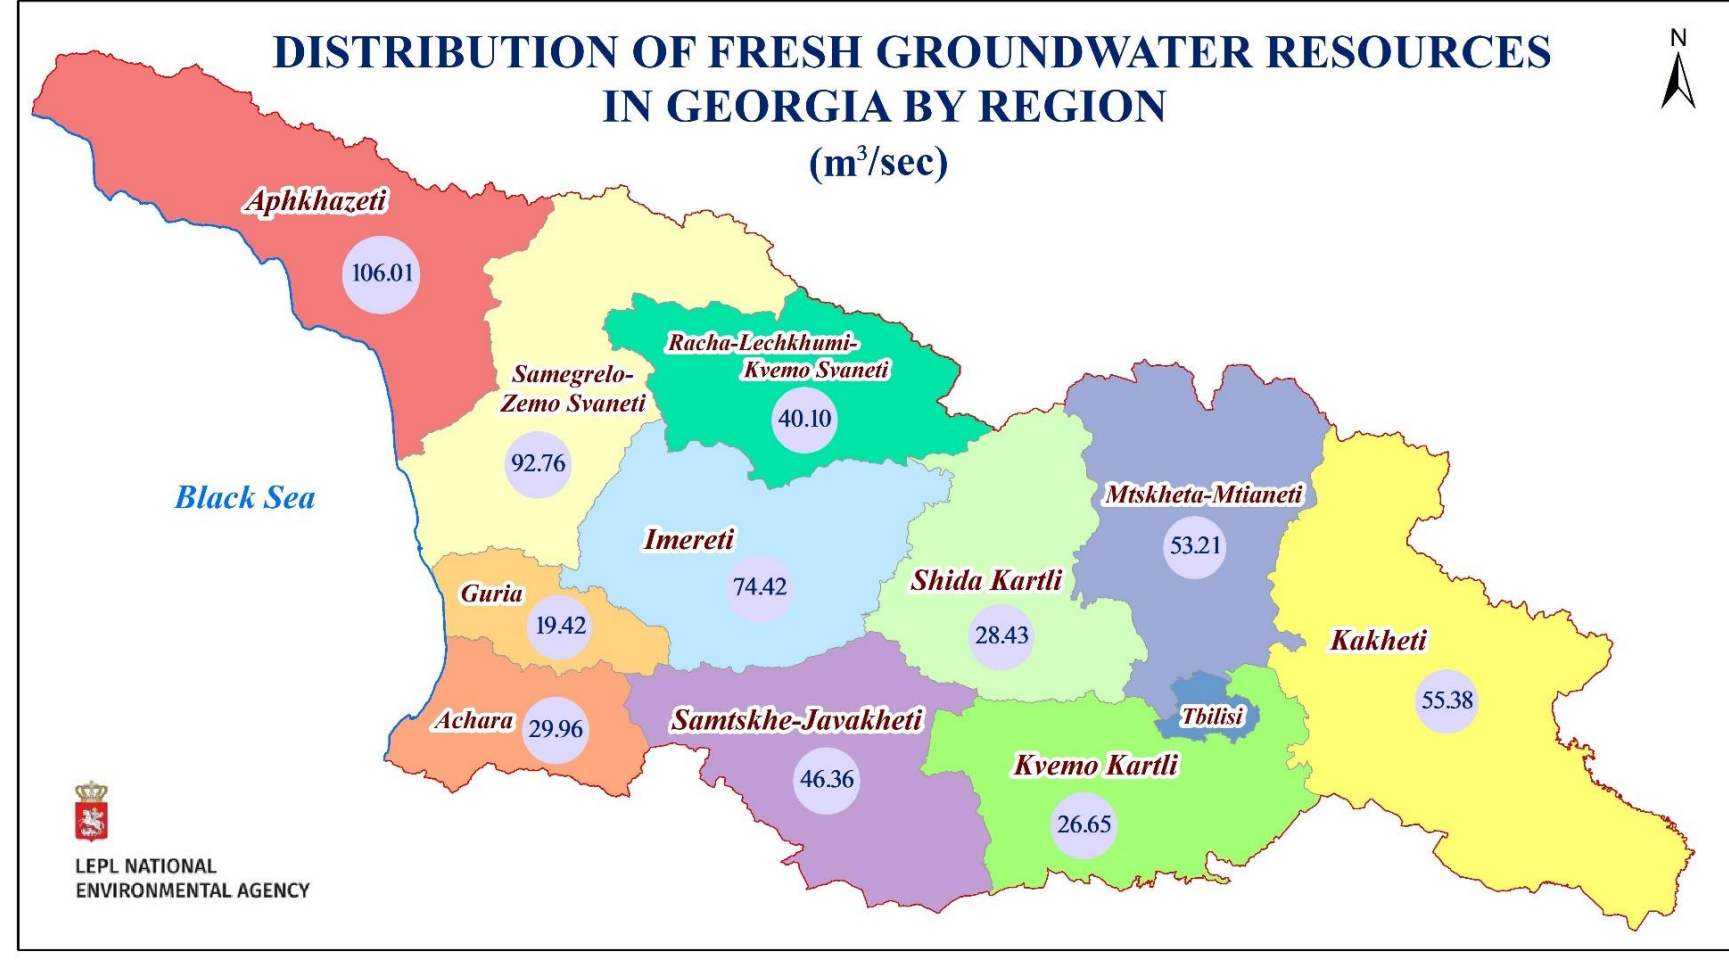 DISTRIBUTION OF FRESH GROUNDWATER RESOURCES
IN GEORGIA BY REGION
(m³/sec)
N
Aphkhazeti
106.01
Samegrelo-
Zemo Svaneti
92.76
Racha-Lechkhumi-
Kvemo Svaneti
40.10
Black Sea
Imereti
74.42
Guria
19.42
Achara
29.96
Samtskhe-Javakheti
46.36
Shida Kartli
28.43
Mtskheta-Mtianeti
53.21
Tbilisi
Kvemo Kartli
26.65
Kakheti
55.38
LEPL NATIONAL
ENVIRONMENTAL AGENCY